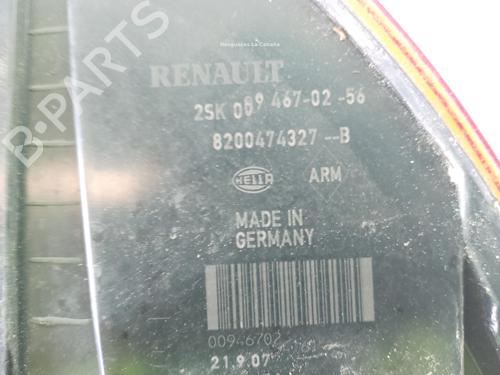 Desguaces La Cabaña
RENAULT
2SK 009 467-02 -56
8200474327--B
HELLA ARM
MADE IN
GERMANY
00946702
21.9.07
B-PARTS